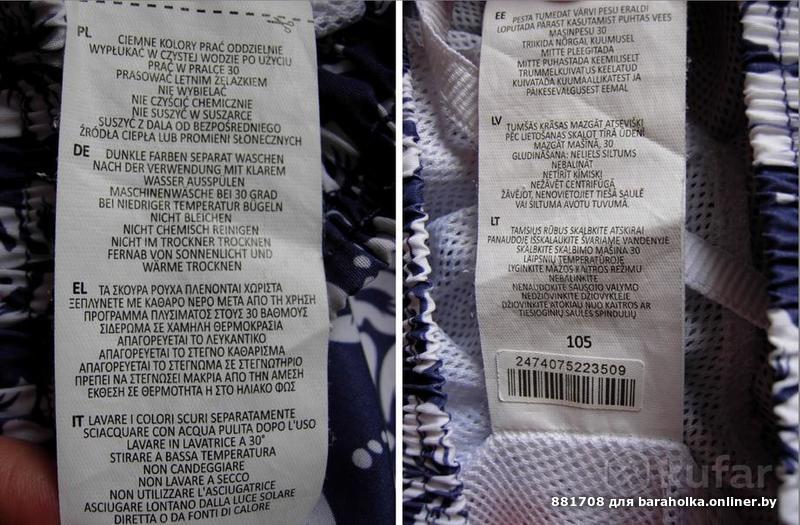 PL
CIEMNE KOLORY PRAĆ ODDZIELNIE
WYPŁUKAĆ W CZYSTEJ WODZIE PO UŻYCIU
PRAĆ W PRALCE 30
PRASOWAĆ LETNIM ŻELAZKIEM
NIE WYBIELAĆ
NIE CZYŚCIĆ CHEMICZNIE
NIE SUSZYĆ W SUSZARCE
SUSZYĆ Z DALA OD BEZPOŚREDNIEGO
ŹRÓDŁA CIEPŁA LUB PROMIENI SŁONECZNYCH
DE DUNKLE FARBEN SEPARAT WASCHEN
NACH DER VERWENDUNG MIT KLAREM
WASSER AUSSPÜLEN
MASCHINENWÄSCHE BEI 30 GRAD
BEI NIEDRIGER TEMPERATUR BÜGELN
NICHT BLEICHEN
NICHT CHEMISCH REINIGEN
NICHT IM TROCKNER TROCKNEN
FERNAB VON SONNENLICHT UND
WÄRME TROCKNEN
EL ΤΑ ΣΚΟΥΡΑ ΡΟΥΧΑ ΠΛΕΝΟΝΤΑΙ ΧΩΡΙΣΤΑ
ΞΕΠΛΥΝΕΤΕ ΜΕ ΚΑΘΑΡΟ ΝΕΡΟ ΜΕΤΑ ΑΠΟ ΤΗ ΧΡΗΣΗ
ΠΡΟΓΡΑΜΜΑ ΠΛΥΣΙΜΑΤΟΣ ΣΤΟΥΣ 30 ΒΑΘΜΟΥΣ
ΣΙΔΕΡΩΜΑ ΣΕ ΧΑΜΗΛΗ ΘΕΡΜΟΚΡΑΣΙΑ
ΑΠΑΓΟΡΕΥΕΤΑΙ ΤΟ ΛΕΥΚΑΝΤΙΚΟ
ΑΠΑΓΟΡΕΥΕΤΑΙ ΤΟ ΣΤΕΓΝΟ ΚΑΘΑΡΙΣΜΑ
ΑΠΑΓΟΡΕΥΕΤΑΙ ΤΟ ΣΤΕΓΝΩΜΑ ΣΕ ΣΤΕΓΝΩΤΗΡΙΟ
ΠΡΕΠΕΙ ΝΑ ΣΤΕΓΝΩΣΕΙ ΜΑΚΡΙΑ ΑΠΟ ΤΗΝ ΑΜΕΣΗ
ΕΚΘΕΣΗ ΣΕ ΘΕΡΜΟΤΗΤΑ Η ΣΤΟ ΗΛΙΑΚΟ ΦΩΣ
IT LAVARE I COLORI SCURI SEPARATAMENTE
SCIACQUARE CON ACQUA PULITA DOPO L'USO
LAVARE IN LAVATRICE A 30°
STIRARE A BASSA TEMPERATURA
NON CANDEGGIARE
NON LAVARE A SECCO
NON UTILIZZARE L'ASCIUGATRICE
ASCIUGARE LONTANO DALLA LUCE SOLARE
DIRETTA O DA FONTI DI CALORE
EE PESTA TUMEDAT VÄRVI PESU ERALDI
LOPUTADA PÄRAST KASUTAMIST PUHTAS VEES
MASINPESU 30
TRIIKIDA NÕRGAL KUUMUSEL
MITTE PLEEGITADA
MITTE PUHASTADA KEEMILISELT
TRUMMELKUIVATUS KEELATUD
KUIVATADA KUUMAALLIKATEST JA
PÄIKESEVALGUSEST EEMAL
LV TUMŠĀS KRĀSAS MAZGĀT ATSEVIŠĶI
PĒC LIETOŠANAS SKALOT TĪRĀ ŪDENĪ
MAZGĀT MAŠĪNĀ, 30
GLUDINĀŠANA: NELIELS SILTUMS
NEBALINĀT
NETĪRĪT ĶĪMISKI
NEŽĀVĒT CENTRIFŪGĀ
ŽĀVĒJOT, NENOVIETOJIET TIEŠĀ SAULĒ
VAI SILTUMA AVOTU TUVUMĀ.
LT TAMSIUS RŪBUS SKALBKITE ATSKIRAI
PANAUDOJE IŠSKALAUKITE ŠVARIAME VANDENYJE
SKALBKITE SKALBIMO MAŠINA 30
LAIPSNIŲ TEMPERATŪROJE
LYGINKITE MAŽOS KAITROS REŽIMU
NEBALINKITE
NENAUDOKITE SAUSOJO VALYMO
NEDŽIOVINKITE DŽIOVYKLĖJE
DŽIOVINKITE ATOKIAU NUO KAITROS AR
TIESIOGINIŲ SAULĖS SPINDULIŲ
105
2474075223509
kufar
881708 для baraholka.onliner.by